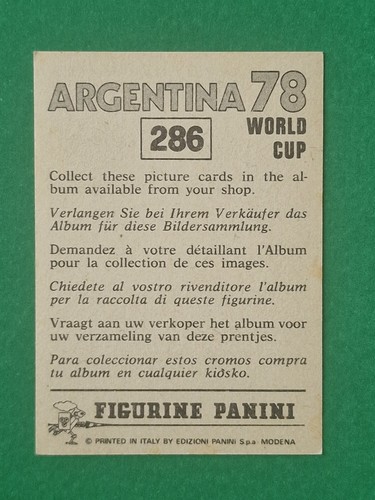 ARGENTINA 78
286
WORLD
CUP
Collect these picture cards in the al-
bum available from your shop.
Verlangen Sie bei Ihrem Verkäufer das
Album für diese Bildersammlung.
Demandez à votre détaillant l'Album
pour la collection de ces images.
Chiedete al vostro rivenditore l'album
per la raccolta di queste figurine.
Vraagt aan uw verkoper het album voor
uw verzameling van deze prentjes.
Para coleccionar estos cromos compra
tu album en cualquier kiosko.
FIGURINE PANINI
© PRINTED IN ITALY BY EDIZIONI PANINI S.p.a. MODENA